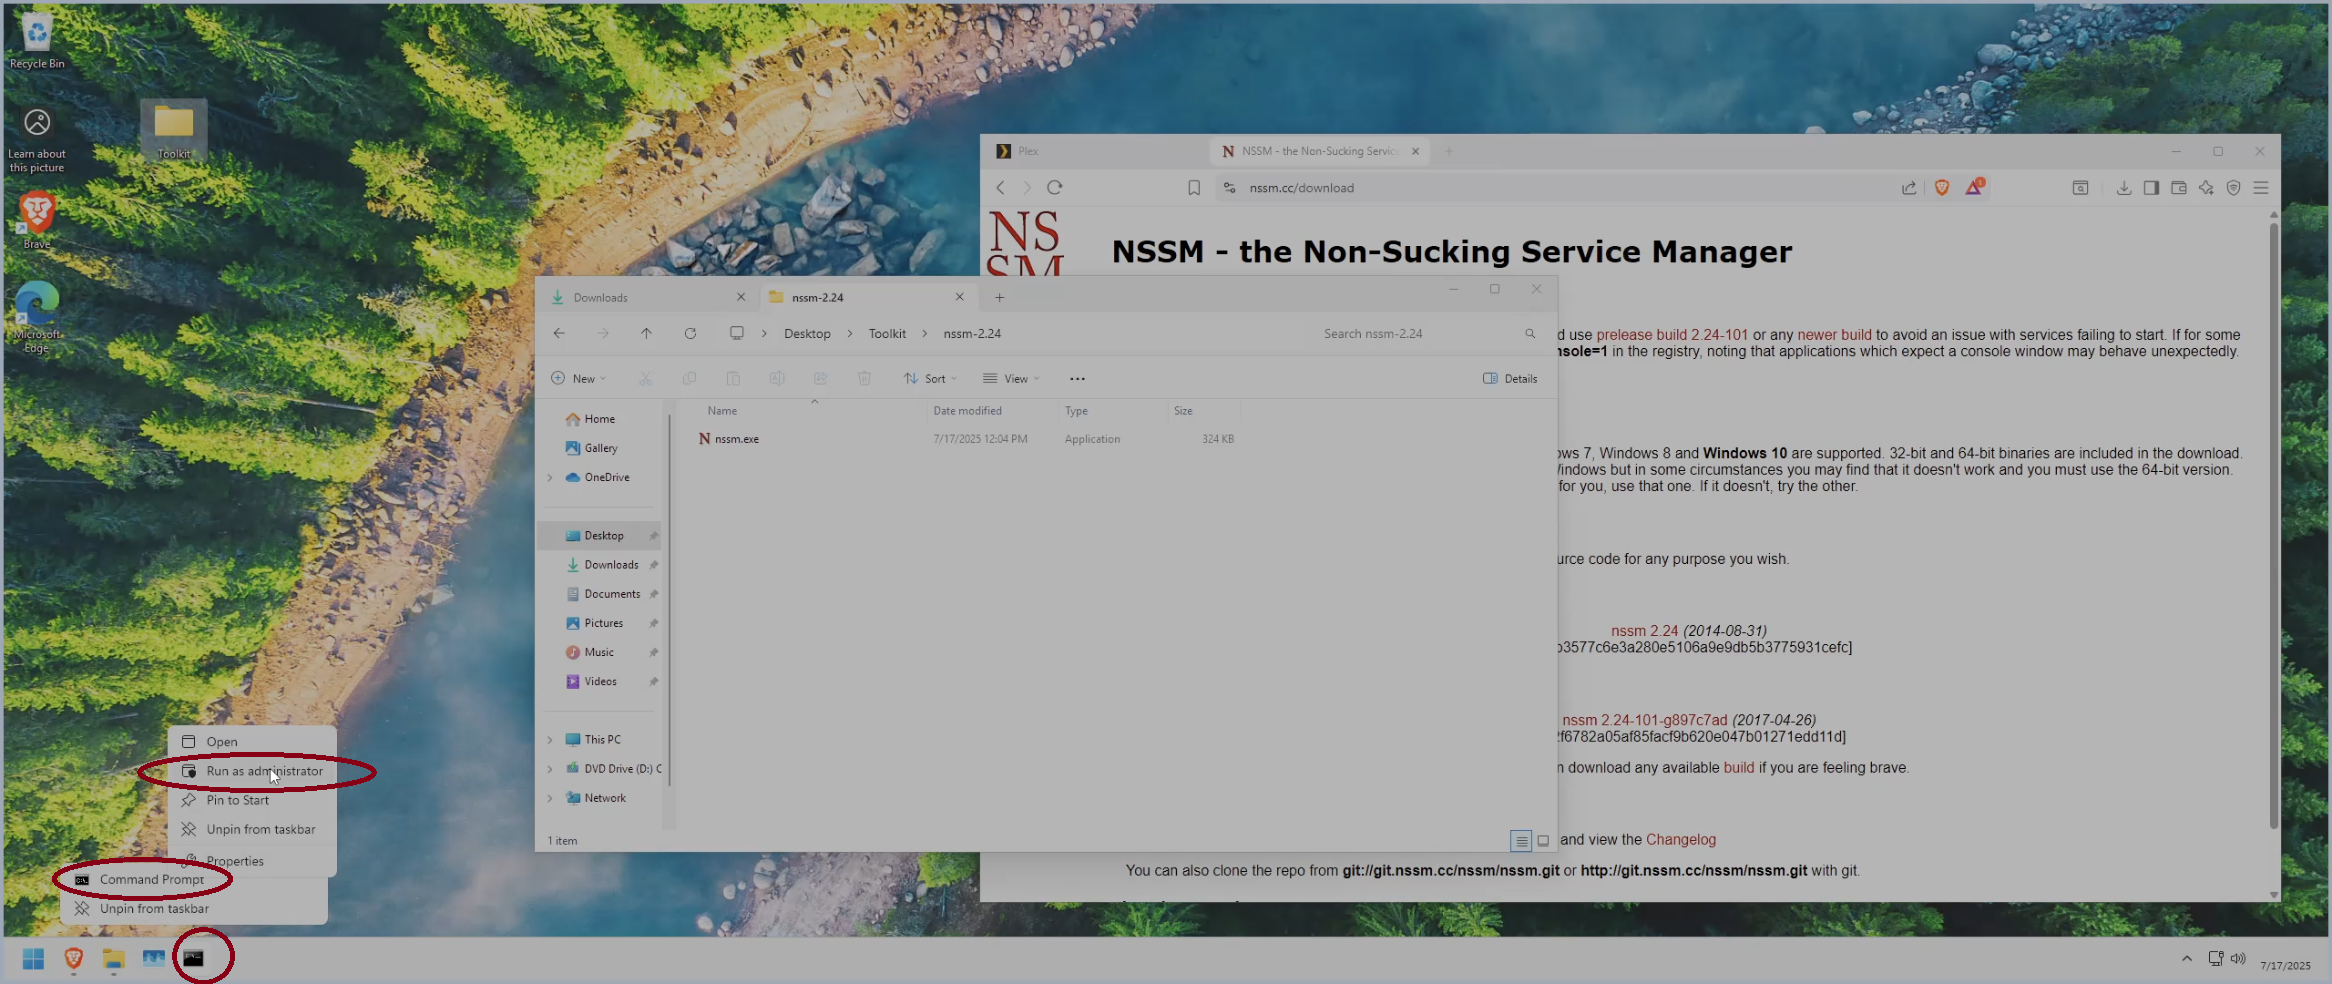 Recycle Bin
Learn about
this picture
Toolkit
Brave
Microsoft
Edge
Plex
NSSM - the Non-Sucking Servic
nssm.cc/download
NS
SM
NSSM - the Non-Sucking Service Manager
d use prelease build 2.24-101 or any newer build to avoid an issue with services failing to start. If for some
nsole=1 in the registry, noting that applications which expect a console window may behave unexpectedly.
ows 7, Windows 8 and Windows 10 are supported. 32-bit and 64-bit binaries are included in the download.
Windows but in some circumstances you may find that it doesn't work and you must use the 64-bit version.
for you, use that one. If it doesn't, try the other.
urce code for any purpose you wish.
nssm 2.24 (2014-08-31)
b3577c6e3a280e5106a9e9db5b3775931cefc]
nssm 2.24-101-g897c7ad (2017-04-26)
2f6782a05af85facf9b620e047b01271edd11d]
n download any available build if you are feeling brave.
and view the Changelog
You can also clone the repo from git://git.nssm.cc/nssm/nssm.git or http://git.nssm.cc/nssm/nssm.git with git.
Downloads
nssm-2.24
Desktop > Toolkit > nssm-2.24
Search nssm-2.24
New
Sort
View
Details
Name Date modified Type Size
nssm.exe 7/17/2025 12:04 PM Application 324 KB
Home
Gallery
OneDrive
Desktop
Downloads
Documents
Pictures
Music
Videos
This PC
DVD Drive (D:) C
Network
1 item
Open
Run as administrator
Pin to Start
Unpin from taskbar
Properties
Command Prompt
Unpin from taskbar
7/17/2025